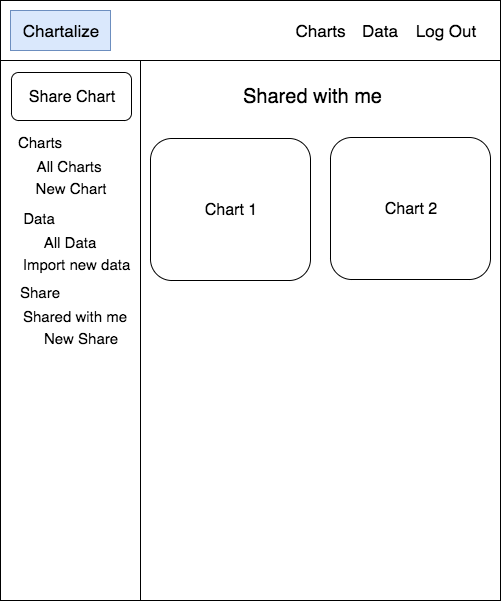 Chartalize
Charts Data Log Out
Share Chart
Charts
All Charts
New Chart
Data
All Data
Import new data
Share
Shared with me
New Share
Shared with me
Chart 1
Chart 2